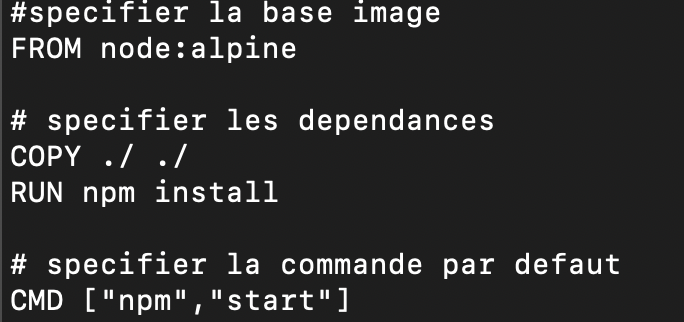 #specifier la base image
FROM node:alpine
# specifier les dependances
COPY ./ ./
RUN npm install
# specifier la commande par defaut
CMD ["npm","start"]